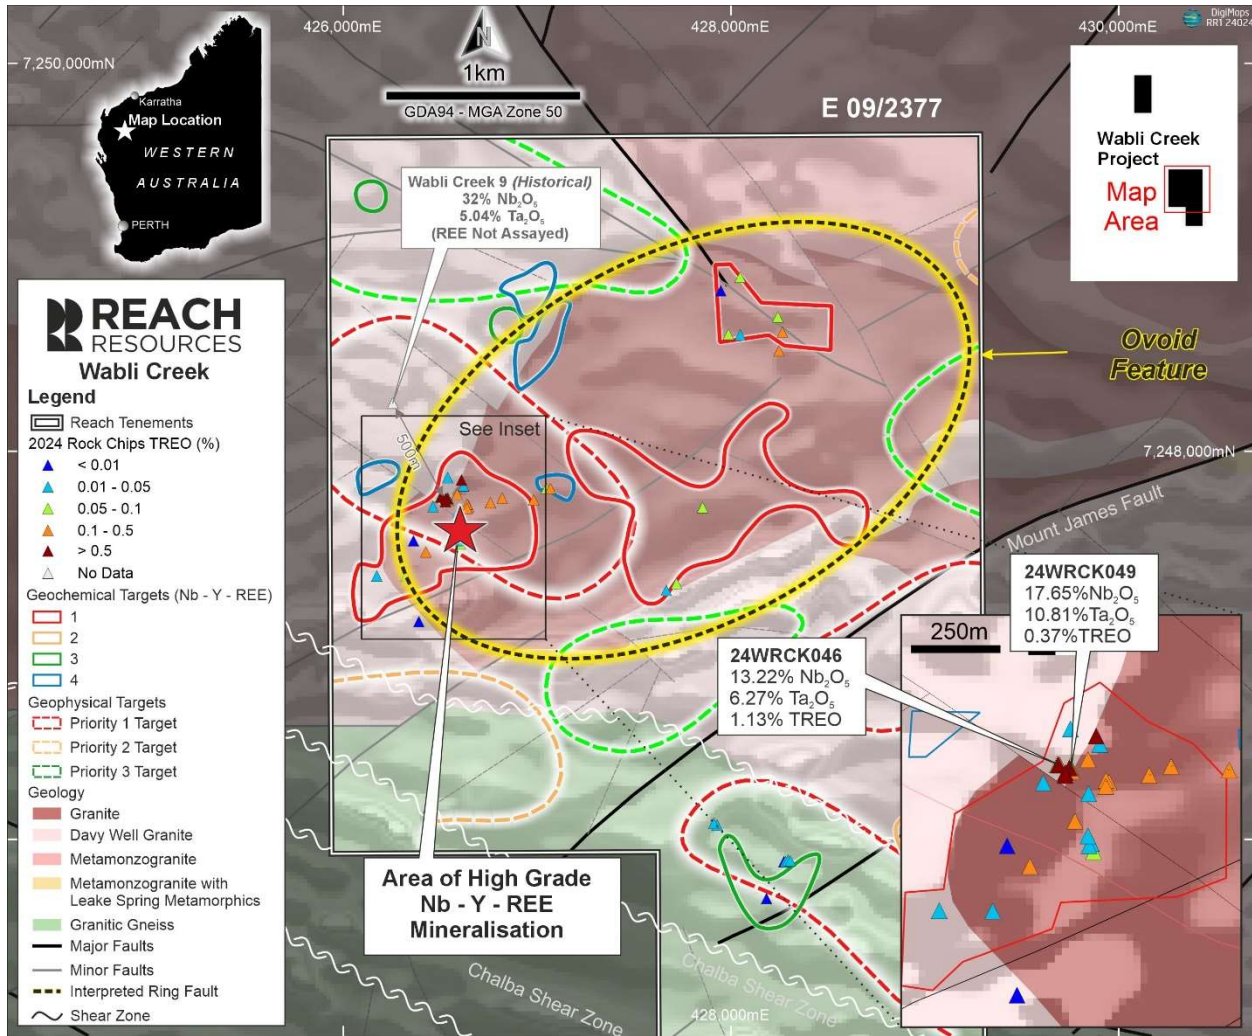 426,000mE
428,000mE
430,000mE
DigiMaps
RR1 24024
7,250,000mN
N
1km
GDA94 - MGA Zone 50
E 09/2377
Karratha
Map Location
WESTERN
AUSTRALIA
PERTH
Wabli Creek
Project
Map
Area
Wabli Creek 9 (Historical)
32% Nb₂O₅
5.04% Ta₂O₅
(REE Not Assayed)
Ovoid
Feature
REACH
RESOURCES
Wabli Creek
Legend
Reach Tenements
2024 Rock Chips TREO (%)
< 0.01
0.01 - 0.05
0.05 - 0.1
0.1 - 0.5
> 0.5
No Data
Geochemical Targets (Nb - Y - REE)
1
2
3
4
Geophysical Targets
Priority 1 Target
Priority 2 Target
Priority 3 Target
Geology
Granite
Davy Well Granite
Metamonzogranite
Metamonzogranite with
Leake Spring Metamorphics
Granitic Gneiss
Major Faults
Minor Faults
Interpreted Ring Fault
Shear Zone
See Inset
500m
7,248,000mN
Mount James Fault
24WRCK049
17.65%Nb₂O₅
10.81%Ta₂O₅
0.37%TREO
24WRCK046
13.22% Nb₂O₅
6.27% Ta₂O₅
1.13% TREO
250m
Area of High Grade
Nb - Y - REE
Mineralisation
Chalba Shear Zone
Chalba Shear Zone
428,000mE